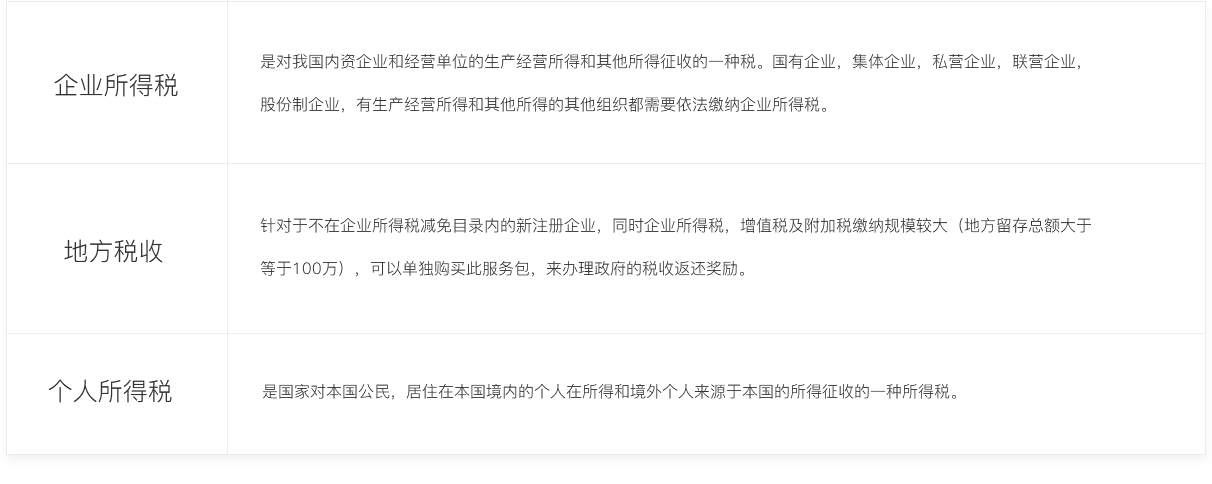 企业所得税
是对我国内资企业和经营单位的生产经营所得和其他所得征收的一种税。国有企业，集体企业，私营企业，联营企业，
股份制企业，有生产经营所得和其他所得的其他组织都需要依法缴纳企业所得税。
地方税收
针对于不在企业所得税减免目录内的新注册企业，同时企业所得税，增值税及附加税缴纳规模较大（地方留存总额大于
等于100万），可以单独购买此服务包，来办理政府的税收返还奖励。
个人所得税
是国家对本国公民，居住在本国境内的个人在所得和境外个人来源于本国的所得征收的一种所得税。